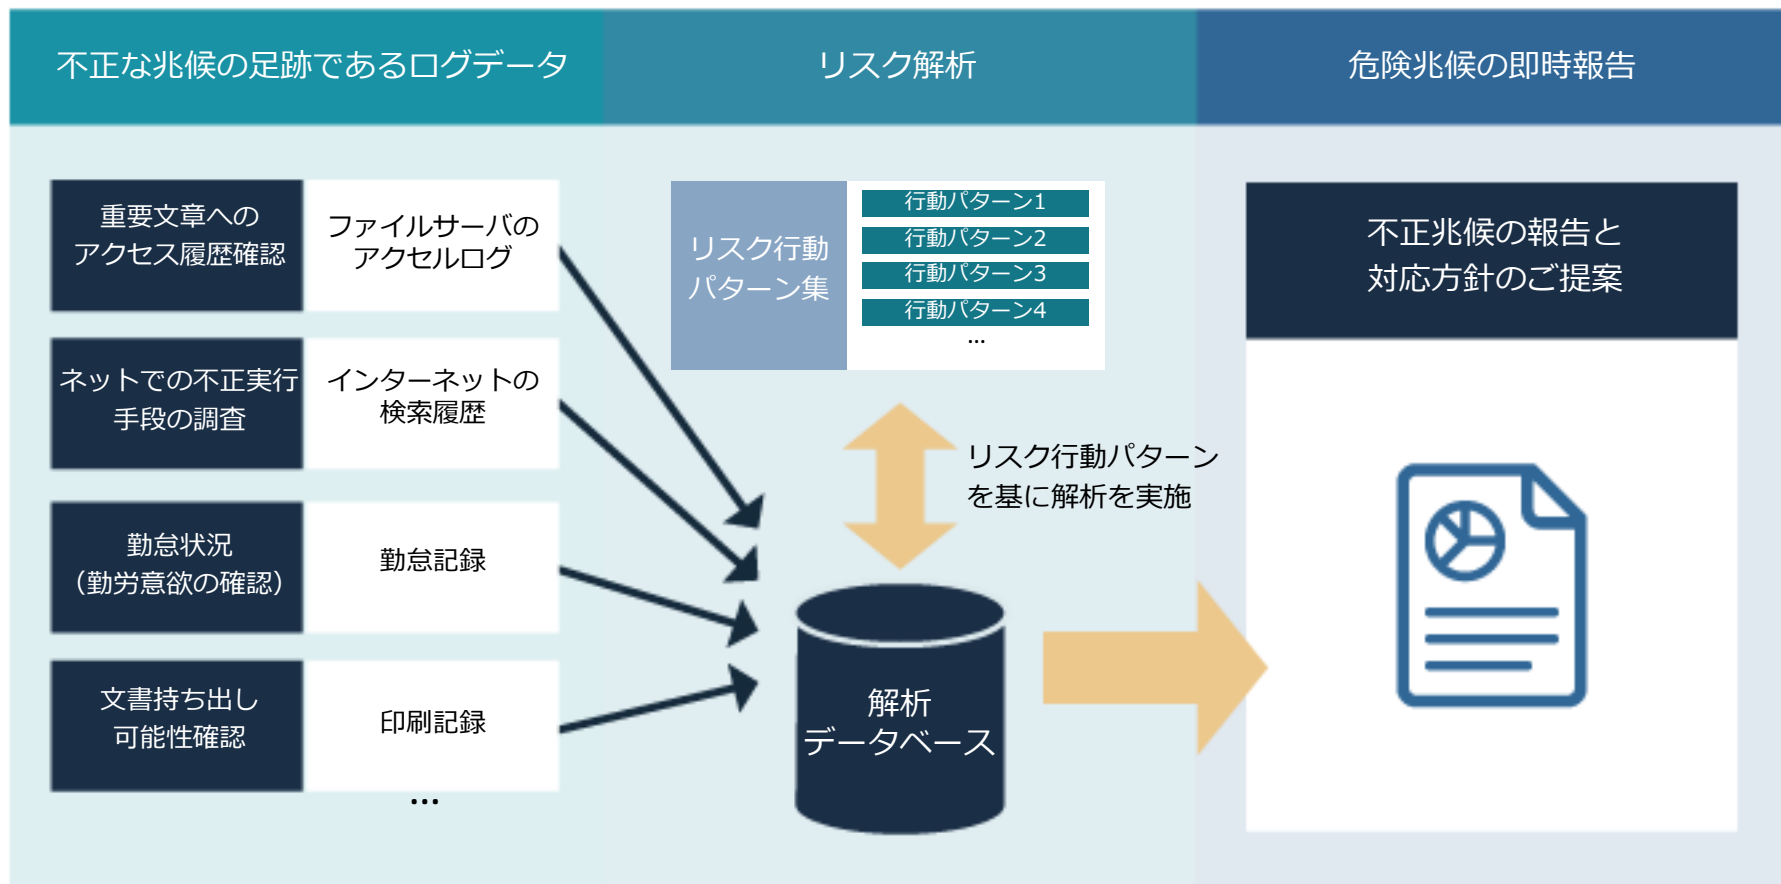 不正な兆候の足跡であるログデータ
リスク解析
危険兆候の即時報告
重要文章への
アクセス履歴確認
ファイルサーバの
アクセルログ
ネットでの不正実行
手段の調査
インターネットの
検索履歴
勤怠状況
（勤労意欲の確認）
勤怠記録
文書持ち出し
可能性確認
印刷記録
…
リスク行動
パターン集
行動パターン1
行動パターン2
行動パターン3
行動パターン4
…
リスク行動パターン
を基に解析を実施
解析
データベース
不正兆候の報告と
対応方針のご提案